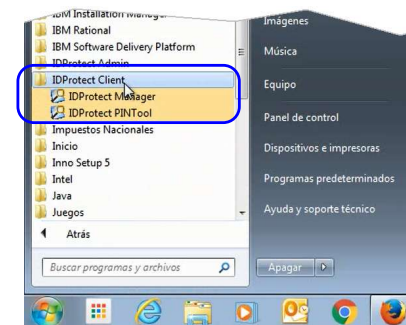 IBM Installation Manager
IBM Rational
IBM Software Delivery Platform
IDProtect Admin
IDProtect Client
IDProtect Manager
IDProtect PINTool
Impuestos Nacionales
Inicio
Inno Setup 5
Intel
Java
Juegos
Atrás
Buscar programas y archivos
Imágenes
Música
Equipo
Panel de control
Dispositivos e impresoras
Programas predeterminados
Ayuda y soporte técnico
Apagar